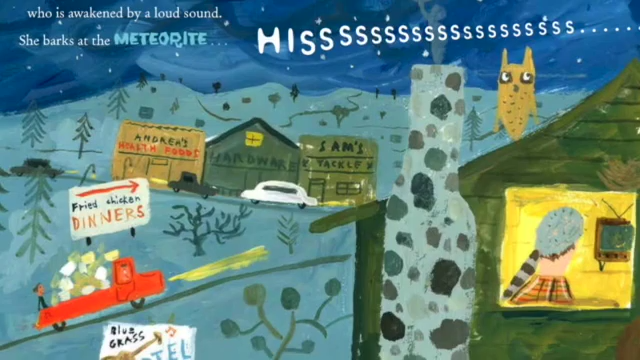 who is awakened by a loud sound.
She barks at the METEORITE...
HISSSSSSSSSSSSSSSSSSS.....
ANDREA'S
HEALTH FOODS
HARDWARE
SAM'S
TACKLE
Fried chicken
DINNERS
BLUE
GRASS